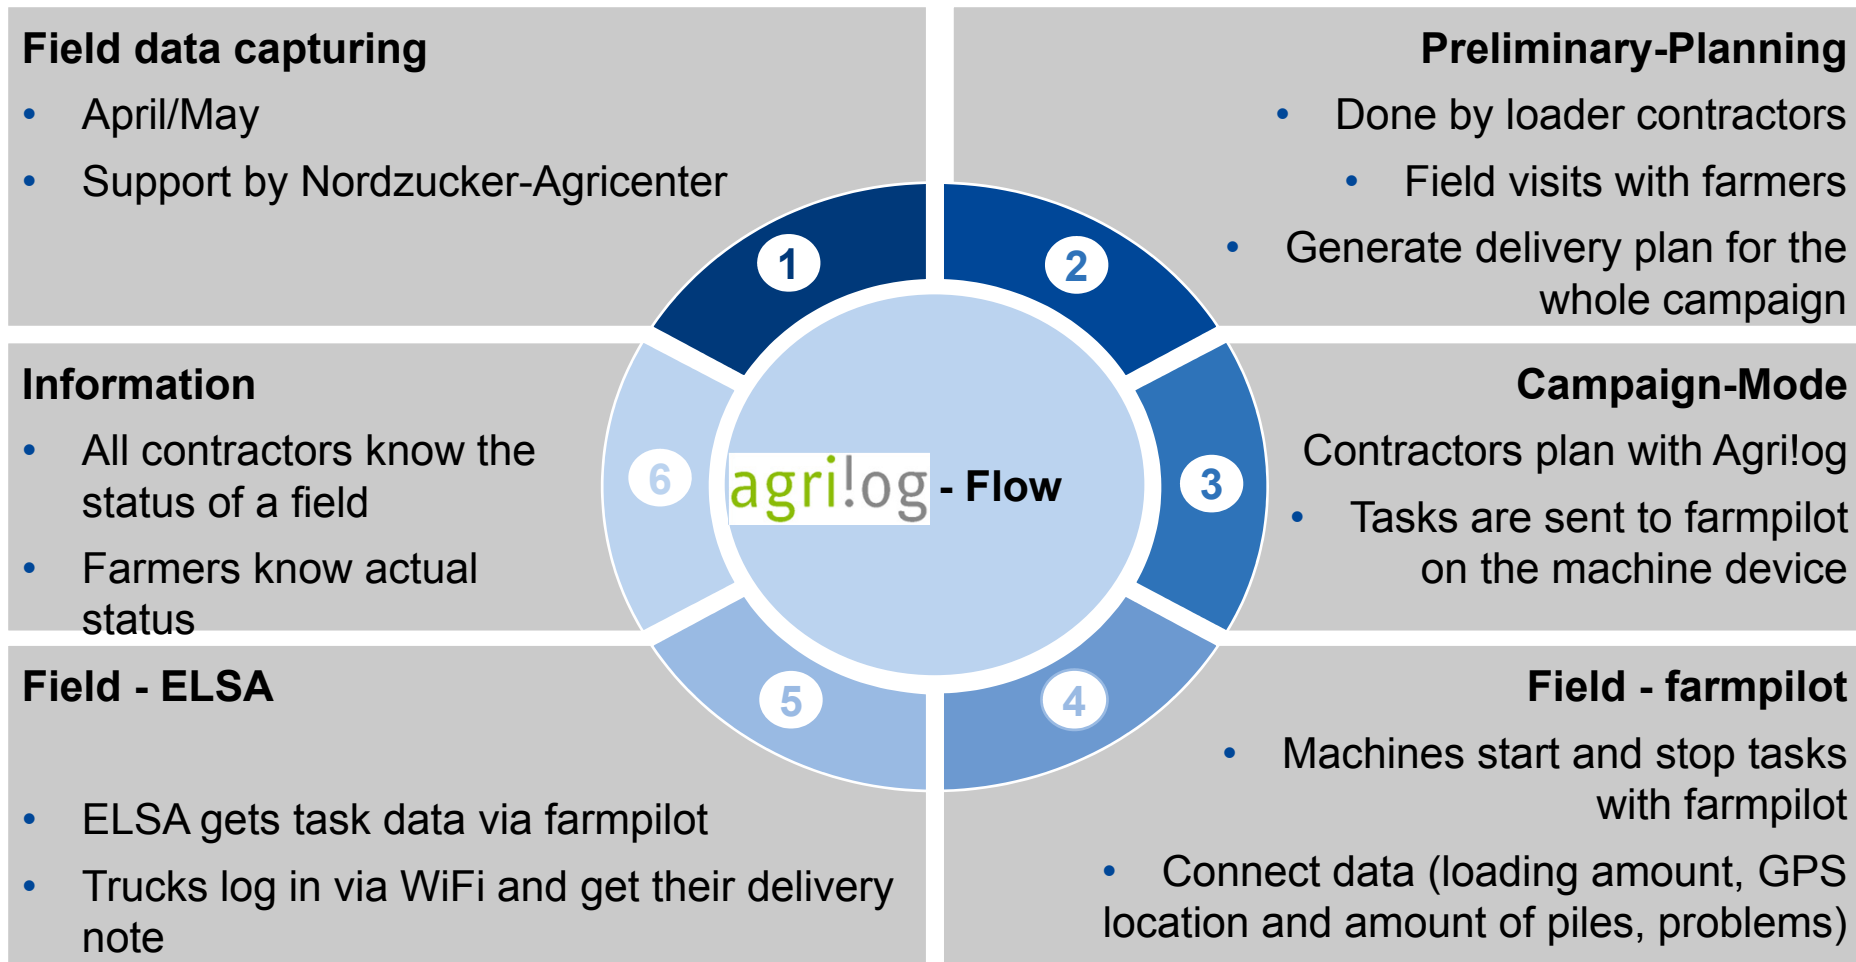 Field data capturing
• April/May
• Support by Nordzucker-Agricenter
Preliminary-Planning
• Done by loader contractors
• Field visits with farmers
• Generate delivery plan for the
whole campaign
1
2
Information
• All contractors know the
status of a field
• Farmers know actual
status
6
agri!og - Flow
3
Campaign-Mode
Contractors plan with Agri!og
• Tasks are sent to farmpilot
on the machine device
Field - ELSA
• ELSA gets task data via farmpilot
• Trucks log in via WiFi and get their delivery
note
5
4
Field - farmpilot
• Machines start and stop tasks
with farmpilot
• Connect data (loading amount, GPS
location and amount of piles, problems)